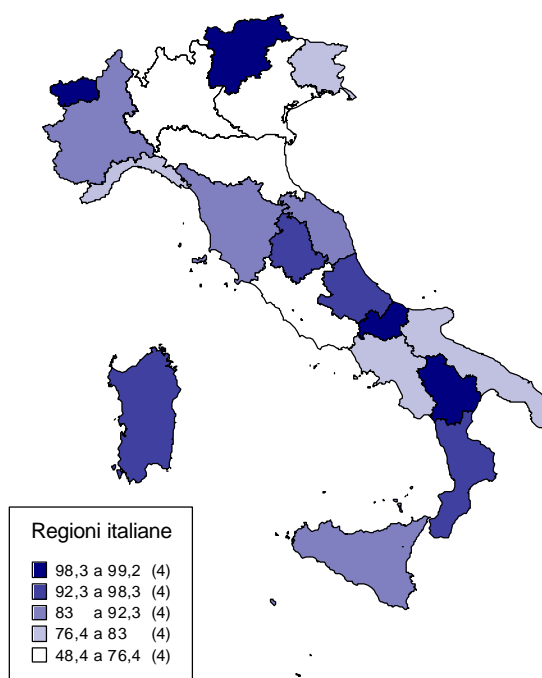 Regioni italiane
98,3 a 99,2 (4)
92,3 a 98,3 (4)
83 a 92,3 (4)
76,4 a 83 (4)
48,4 a 76,4 (4)